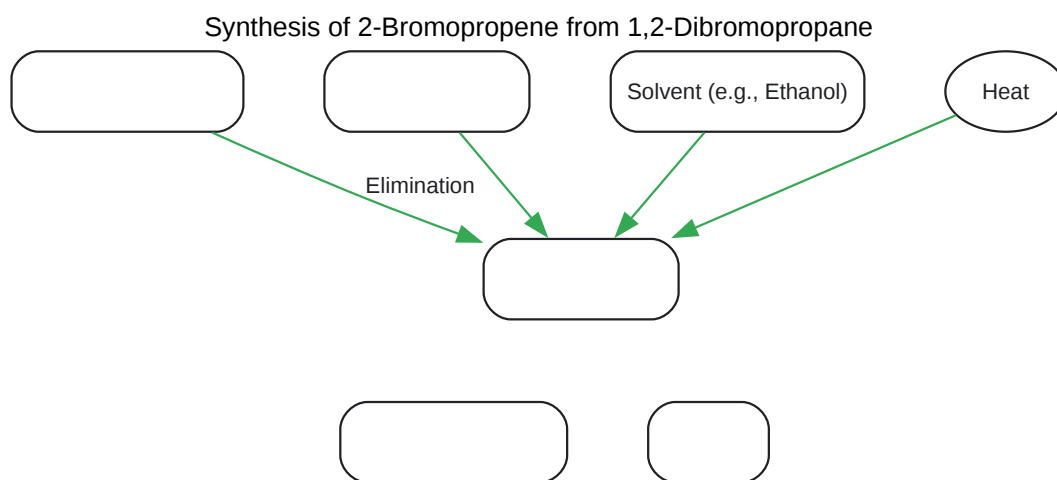 Synthesis of 2-Bromopropene from 1,2-Dibromopropane
Solvent (e.g., Ethanol)
Heat
Elimination